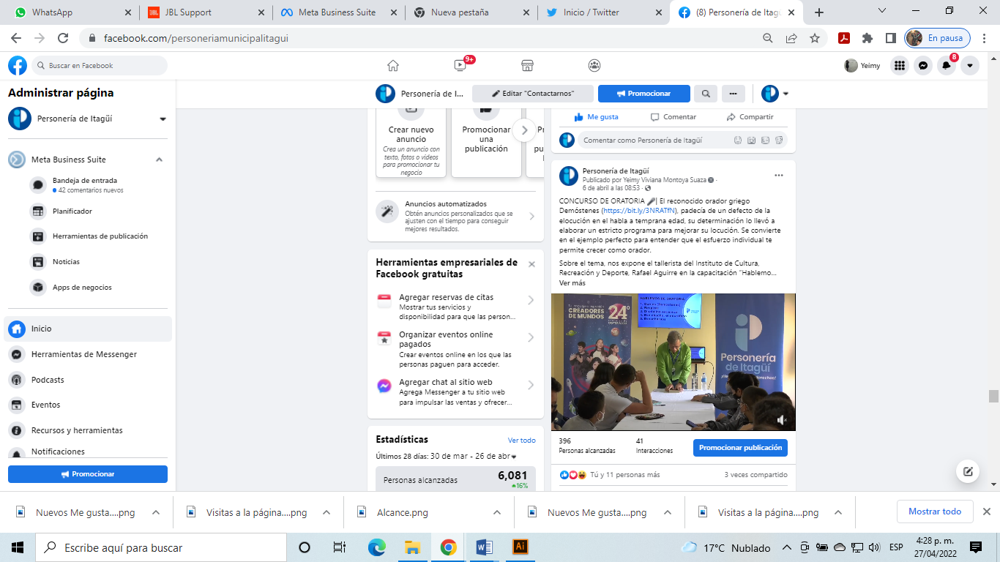 WhatsApp
JBL Support
Meta Business Suite
Nueva pestaña
Inicio / Twitter
(8) Personería de Itagü
facebook.com/personeriamunicipalitagui
En pausa
Buscar en Facebook
9+
Yeimy
8
Administrar página
Personería de Itagüí
Meta Business Suite
Bandeja de entrada
42 comentarios nuevos
Planificador
Herramientas de publicación
Noticias
Apps de negocios
Inicio
Herramientas de Messenger
Podcasts
Eventos
Recursos y herramientas
Notificaciones
Promocionar
Personería de I...
Editar "Contactarnos"
Promocionar
Crear nuevo
anuncio
Crea un anuncio con
texto, fotos o videos
para promocionar tu
negocio
Promocionar
una
publicación
Anuncios automatizados
Obtén anuncios personalizados que se
ajusten con el tiempo para conseguir
mejores resultados.
Herramientas empresariales de
Facebook gratuitas
Agregar reservas de citas
Mostrar tus servicios y
disponibilidad para que las person...
Organizar eventos online
pagados
Crear eventos online en los que las
personas paguen para acceder.
Agregar chat al sitio web
Agrega Messenger a tu sitio web
para impulsar las ventas y ofrecer...
Estadísticas
Ver todo
Últimos 28 días: 30 de mar - 26 de abr
Personas alcanzadas
6,081
16%
Me gusta
Comentar
Compartir
Comentar como Personería de Itagüí
Personería de Itagüí
Publicado por Yeimy Viviana Montoya Suaza ·
6 de abril a las 08:53 ·
CONCURSO DE ORATORIA 🎤| El reconocido orador griego
Demóstenes (https://bit.ly/3NRATfN), padecía de un defecto de la
elocución en el habla a temprana edad, su determinación lo llevó a
elaborar un estricto programa para mejorar su locución. Se convierte
en el ejemplo perfecto para entender que el esfuerzo individual te
permite crecer como orador.
Sobre el tema, nos expone el tallerista del Instituto de Cultura,
Recreación y Deporte, Rafael Aguirre en la capacitación "Hablemo...
Ver más
CREADORES
DE MUNDOS
24°
HABLEMOS DE ORATORIA
Personería
de Itagüí
396
Personas alcanzadas
41
Interacciones
Promocionar publicación
Tú y 11 personas más
3 veces compartido
Nuevos Me gusta....png
Visitas a la página....png
Alcance.png
Nuevos Me gusta....png
Visitas a la página....png
Mostrar todo
Escribe aquí para buscar
17°C Nublado
ESP
4:28 p. m.
27/04/2022